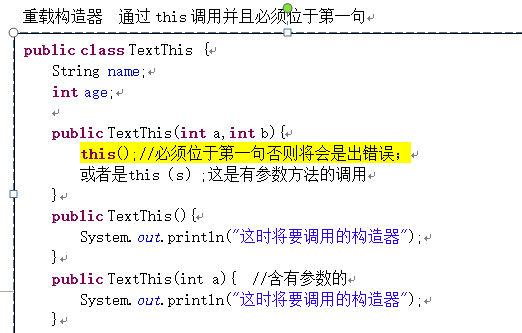 重载构造器 通过 this 调用并且必须位于第一句
public class TextThis {
String name;
int age;
public TextThis(int a,int b){
this();//必须位于第一句否则将会是出错误；
或者是this（s）;这是有参数方法的调用
}
public TextThis(){
System.out.println("这时将要调用的构造器");
}
public TextThis(int a){ //含有参数的
System.out.println("这时将要调用的构造器");
}